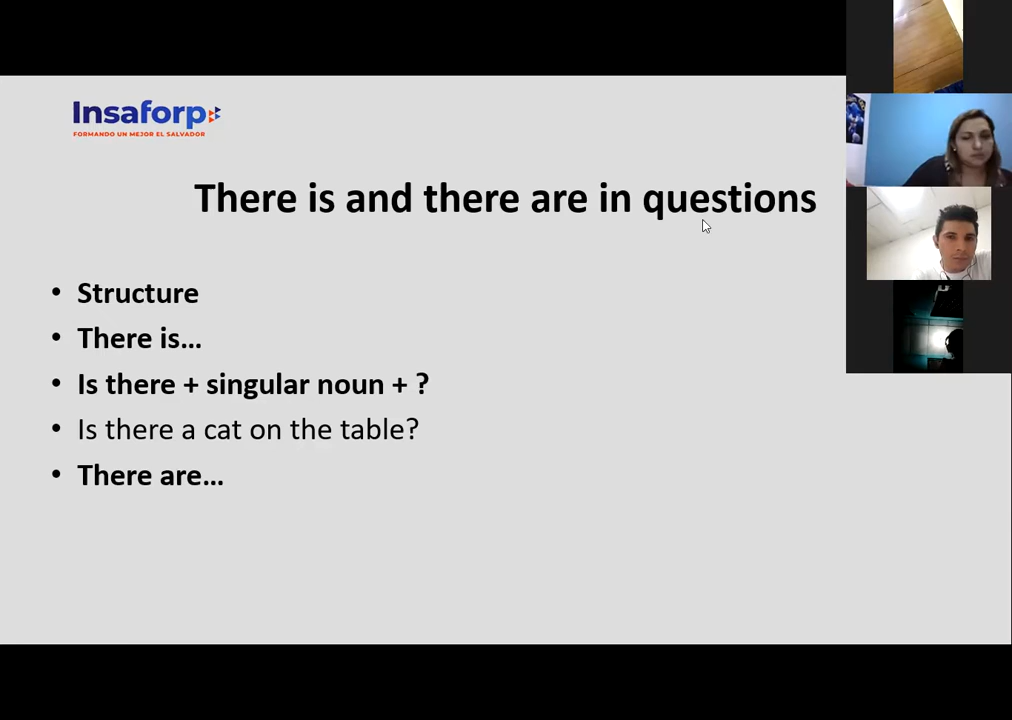 Insaforp
FORMANDO UN MEJOR EL SALVADOR
There is and there are in questions
• Structure
• There is…
• Is there + singular noun + ?
• Is there a cat on the table?
• There are…